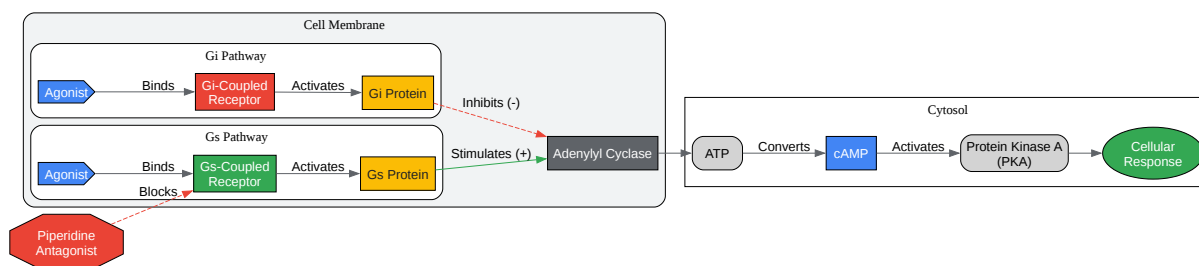 Cell Membrane
Gi Pathway
Agonist
Binds
Gi-Coupled
Receptor
Activates
Gi Protein
Inhibits (-)
Gs Pathway
Agonist
Binds
Gs-Coupled
Receptor
Activates
Gs Protein
Stimulates (+)
Blocks
Piperidine
Antagonist
Adenylyl Cyclase
Cytosol
ATP
Converts
cAMP
Activates
Protein Kinase A
(PKA)
Cellular
Response